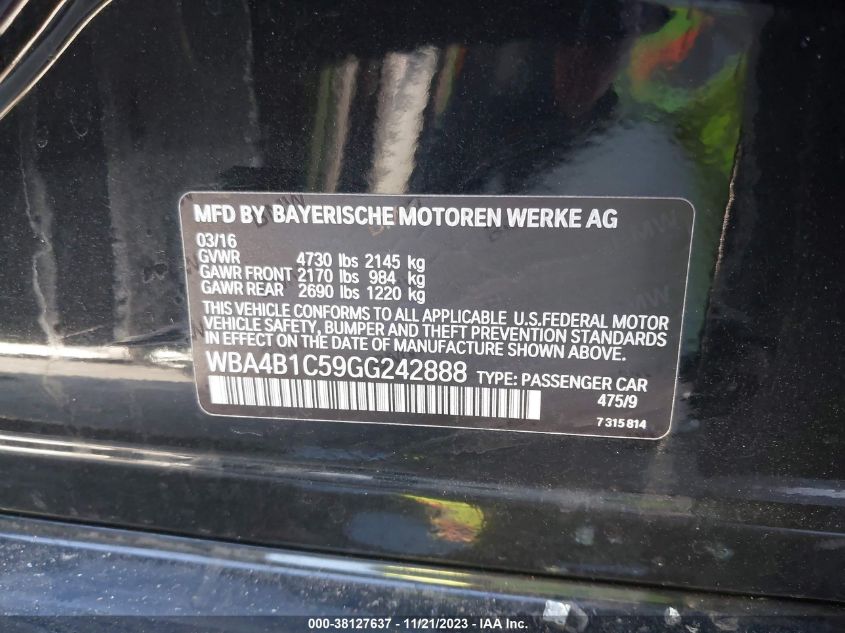 MFD BY BAYERISCHE MOTOREN WERKE AG
03/16
GVWR 4730 lbs 2145 kg
GAWR FRONT 2170 lbs 984 kg
GAWR REAR 2690 lbs 1220 kg
THIS VEHICLE CONFORMS TO ALL APPLICABLE U.S.FEDERAL MOTOR
VEHICLE SAFETY, BUMPER AND THEFT PREVENTION STANDARDS
IN EFFECT ON THE DATE OF MANUFACTURE SHOWN ABOVE.
WBA4B1C59GG242888 TYPE: PASSENGER CAR
475/9
7 315 814
000-38127637 - 11/21/2023 - IAA Inc.